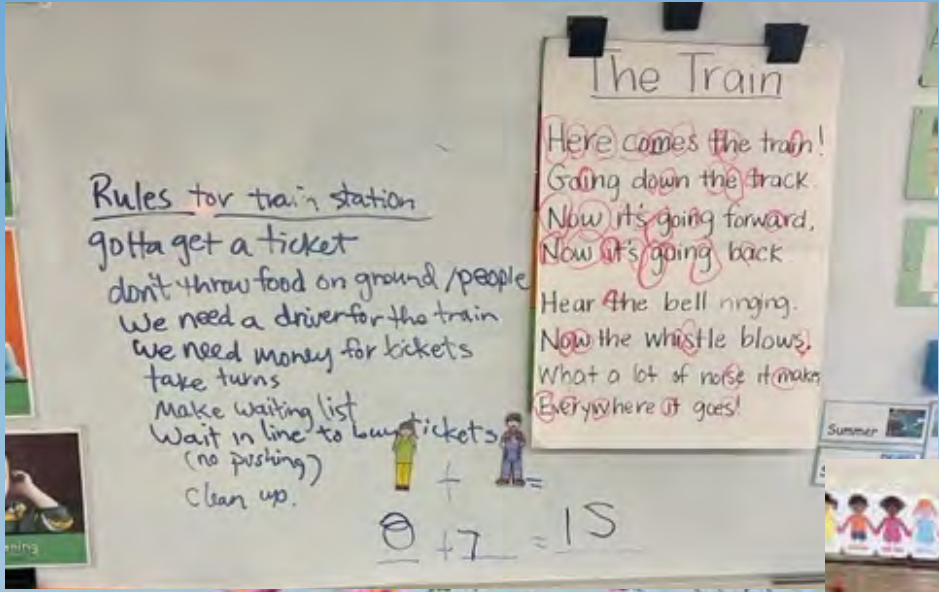 Rules for train station
gotta get a ticket
don't throw food on ground/people
We need a driver for the train
we need money for tickets
take turns
Make waiting list
Wait in line to buy tickets
(no pushing)
Clean up.
+ =
8 + 7 = 15
The Train
Here comes the train!
Going down the track.
Now it's going forward,
Now it's going back
Hear the bell ringing.
Now the whistle blows.
What a lot of noise it makes
Everywhere it goes!
Summer